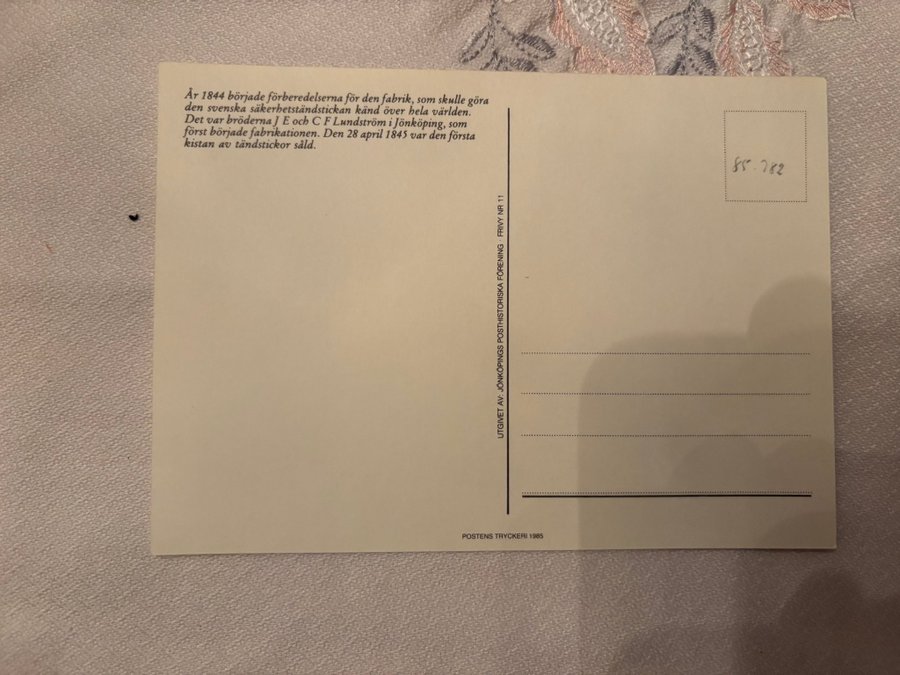 År 1844 började förberedelserna för den fabrik, som skulle göra
den svenska säkerhetständstickan känd över hela världen.
Det var bröderna J E och C F Lundström i Jönköping, som
först började fabrikationen. Den 28 april 1845 var den första
kistan av tändstickor såld.
UTGIVET AV: JÖNKÖPINGS POSTHISTORISKA FÖRENING FRIVY NR 11
85.782
POSTENS TRYCKERI 1985